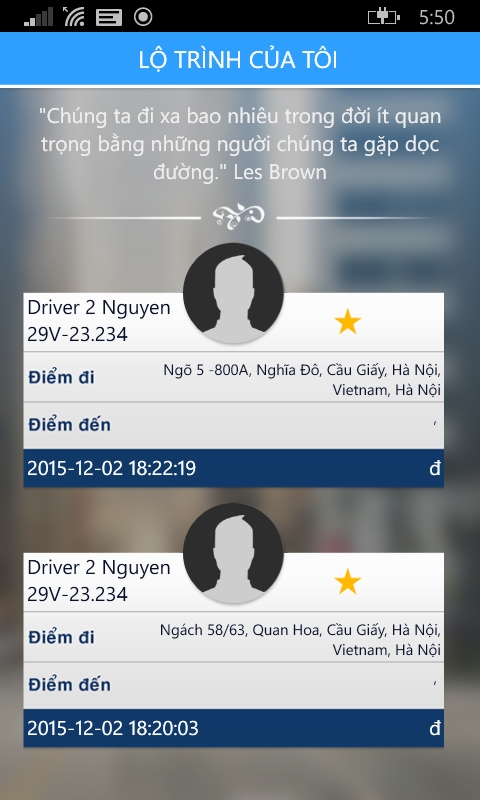 5:50
LỘ TRÌNH CỦA TÔI
"Chúng ta đi xa bao nhiêu trong đời ít quan
trọng bằng những người chúng ta gặp dọc
đường." Les Brown
Driver 2 Nguyen
29V-23.234
Điểm đi
Ngõ 5 -800A, Nghĩa Đô, Cầu Giấy, Hà Nội,
Vietnam, Hà Nội
Điểm đến ,
2015-12-02 18:22:19 đ
Driver 2 Nguyen
29V-23.234
Điểm đi
Ngách 58/63, Quan Hoa, Cầu Giấy, Hà Nội,
Vietnam, Hà Nội
Điểm đến ,
2015-12-02 18:20:03 đ